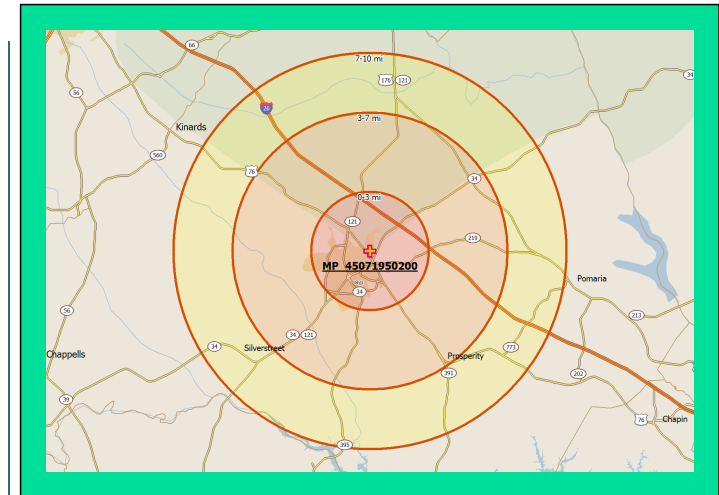 66
7-10 mi
176 121
34
56
26
Kinards
3-7 mi
560
76
34
0-3 mi
121
219
MP 45071950200
Pomaria
34
56
213
34 121
Chappells
34
Silverstreet
773
Prosperity
391
202
39
76
Chapin
395